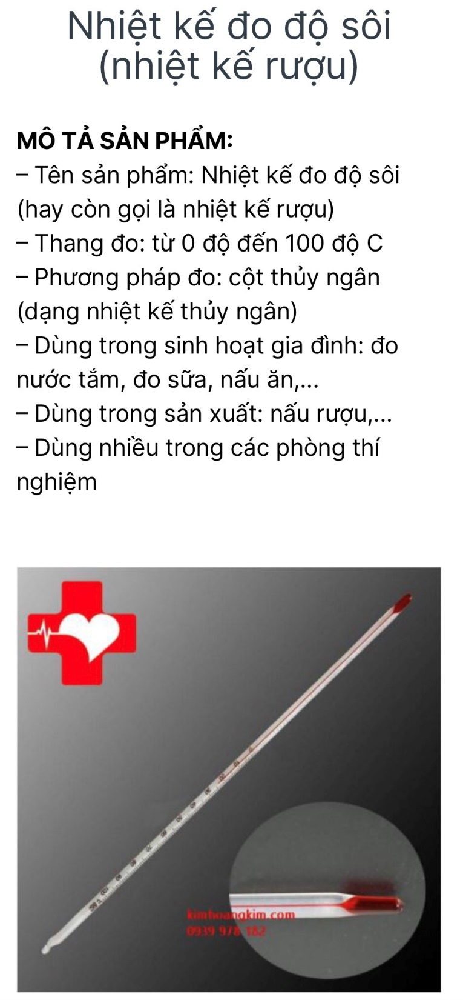 Nhiệt kế đo độ sôi
(nhiệt kế rượu)
MÔ TẢ SẢN PHẨM:
– Tên sản phẩm: Nhiệt kế đo độ sôi
(hay còn gọi là nhiệt kế rượu)
– Thang đo: từ 0 độ đến 100 độ C
– Phương pháp đo: cột thủy ngân
(dạng nhiệt kế thủy ngân)
– Dùng trong sinh hoạt gia đình: đo
nước tắm, đo sữa, nấu ăn,...
– Dùng trong sản xuất: nấu rượu,...
– Dùng nhiều trong các phòng thí
nghiệm
kimhoangkim.com
0939 978 182